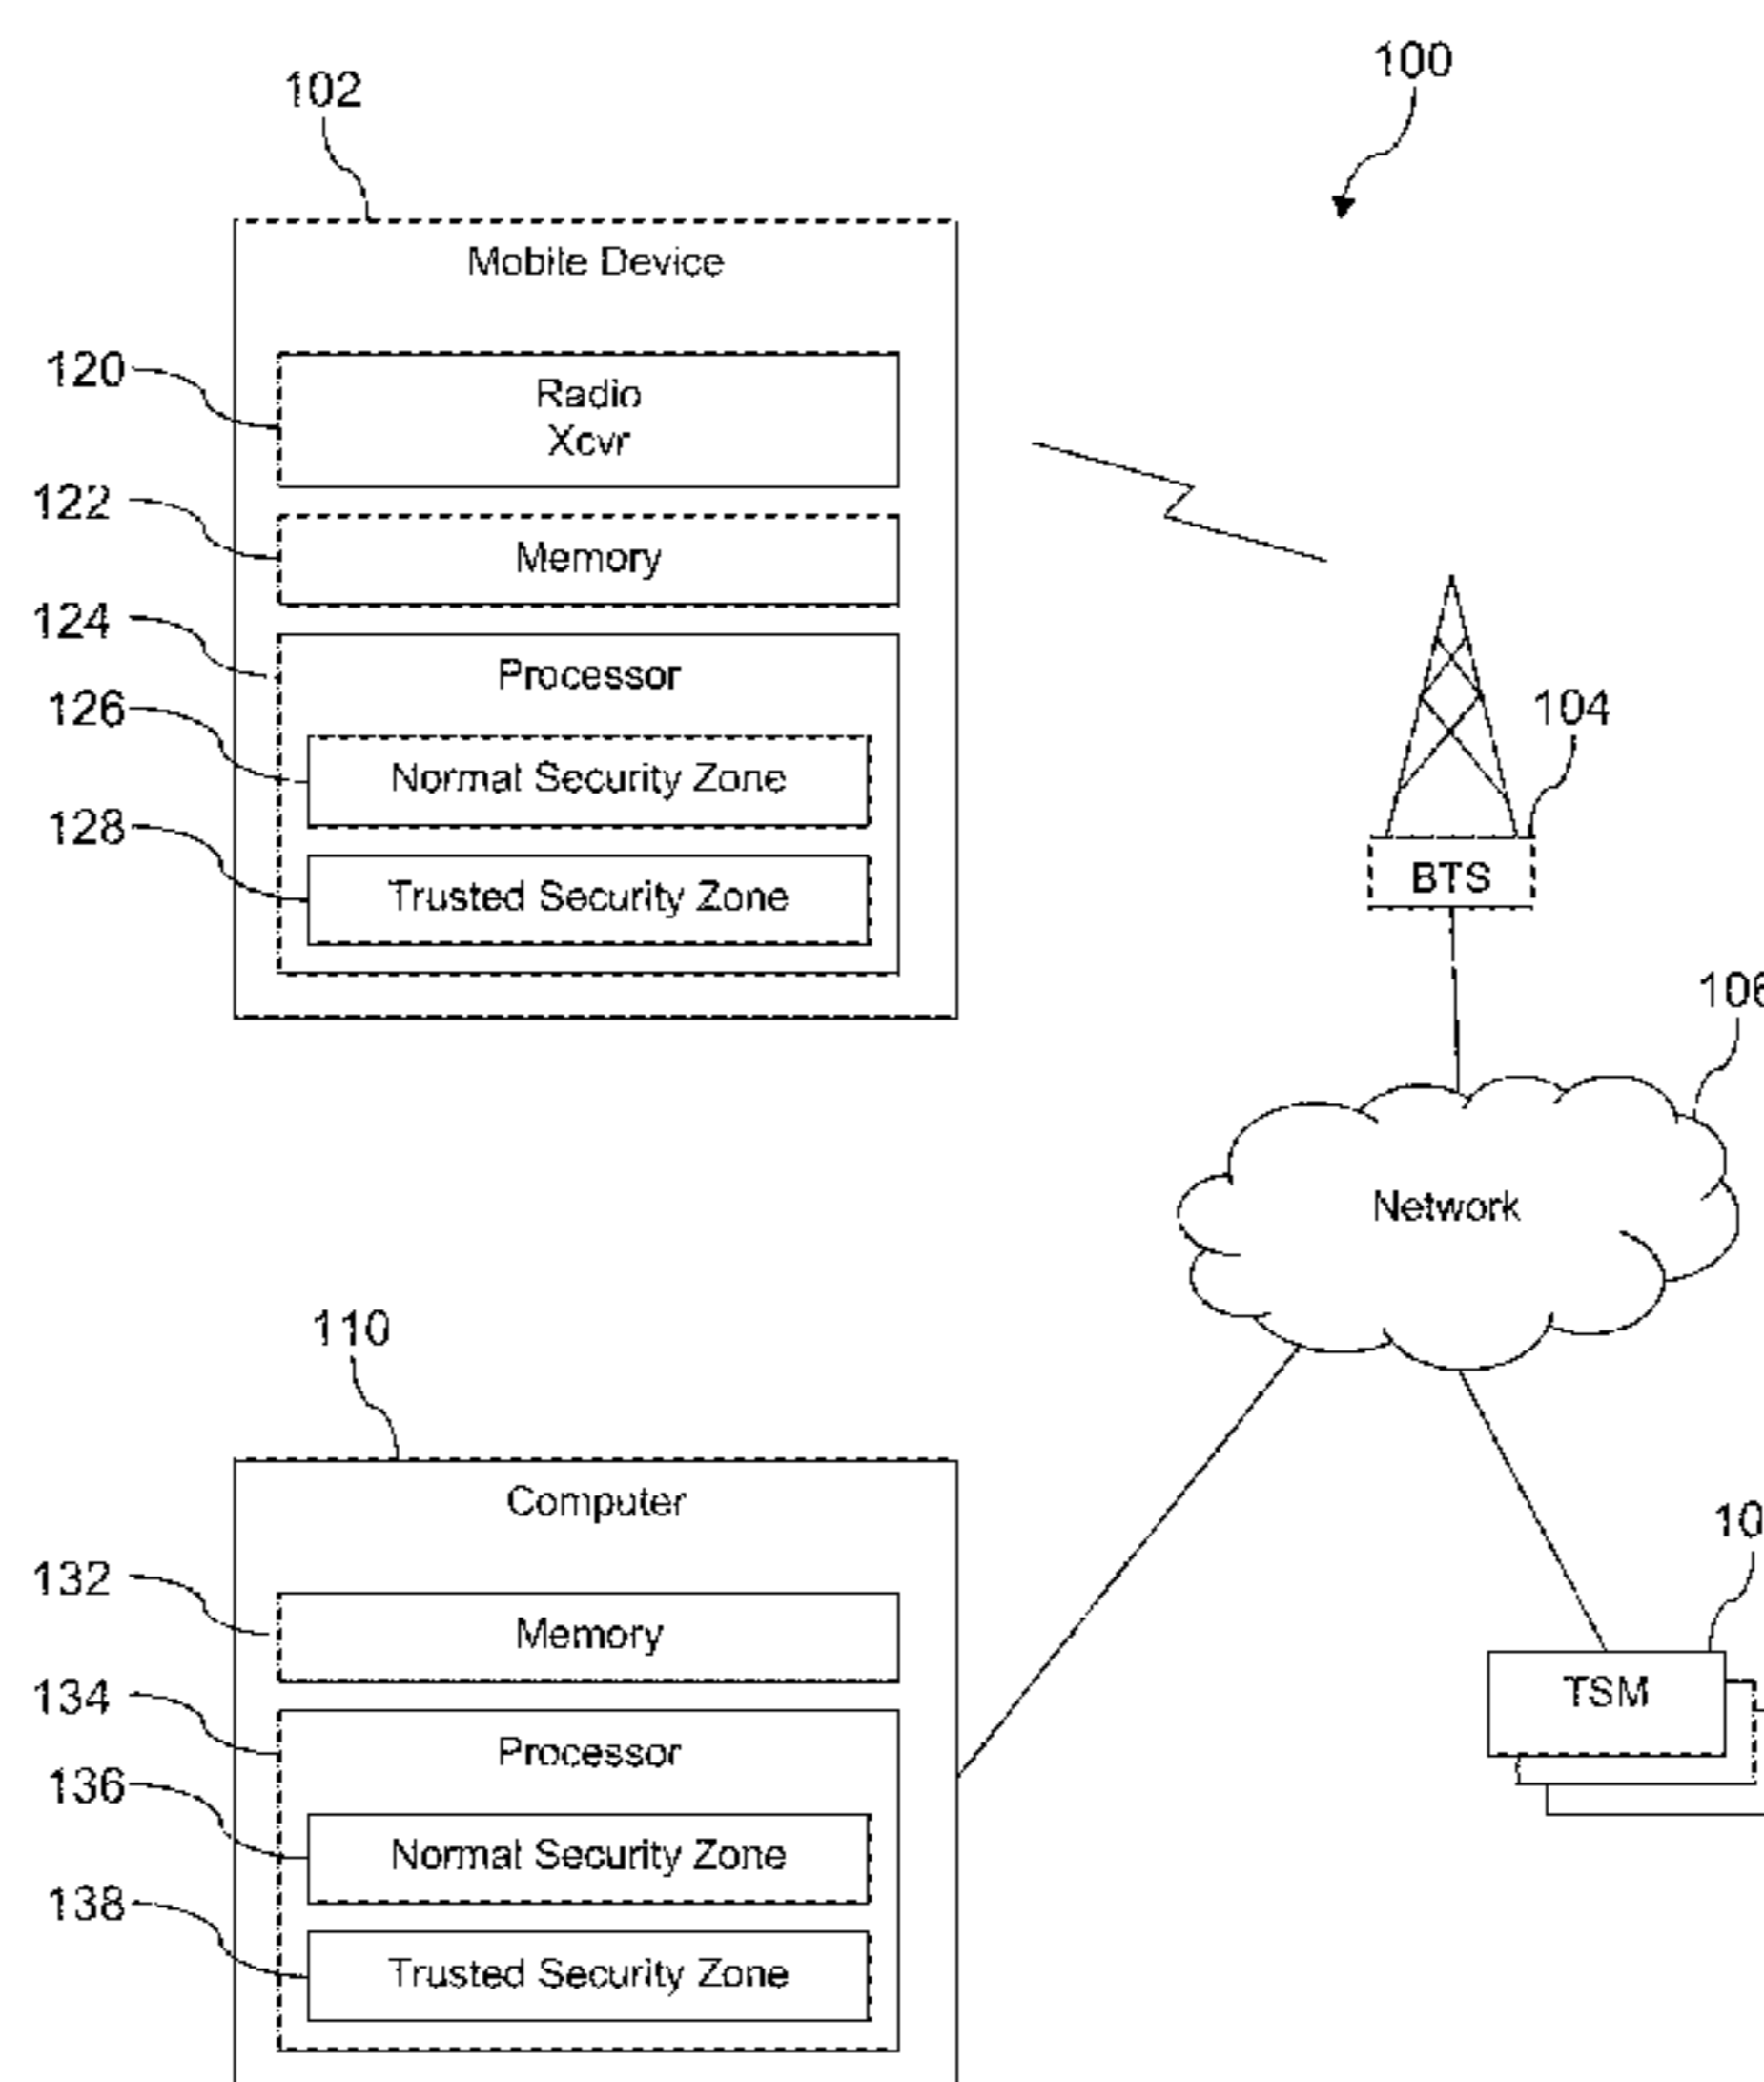 100
102
Mobile Device
120
Radio
Xcvr
122
Memory
124
Processor
126
Normal Security Zone
128
Trusted Security Zone
104
BTS
106
Network
110
Computer
132
Memory
134
Processor
136
Normal Security Zone
138
Trusted Security Zone
TSM